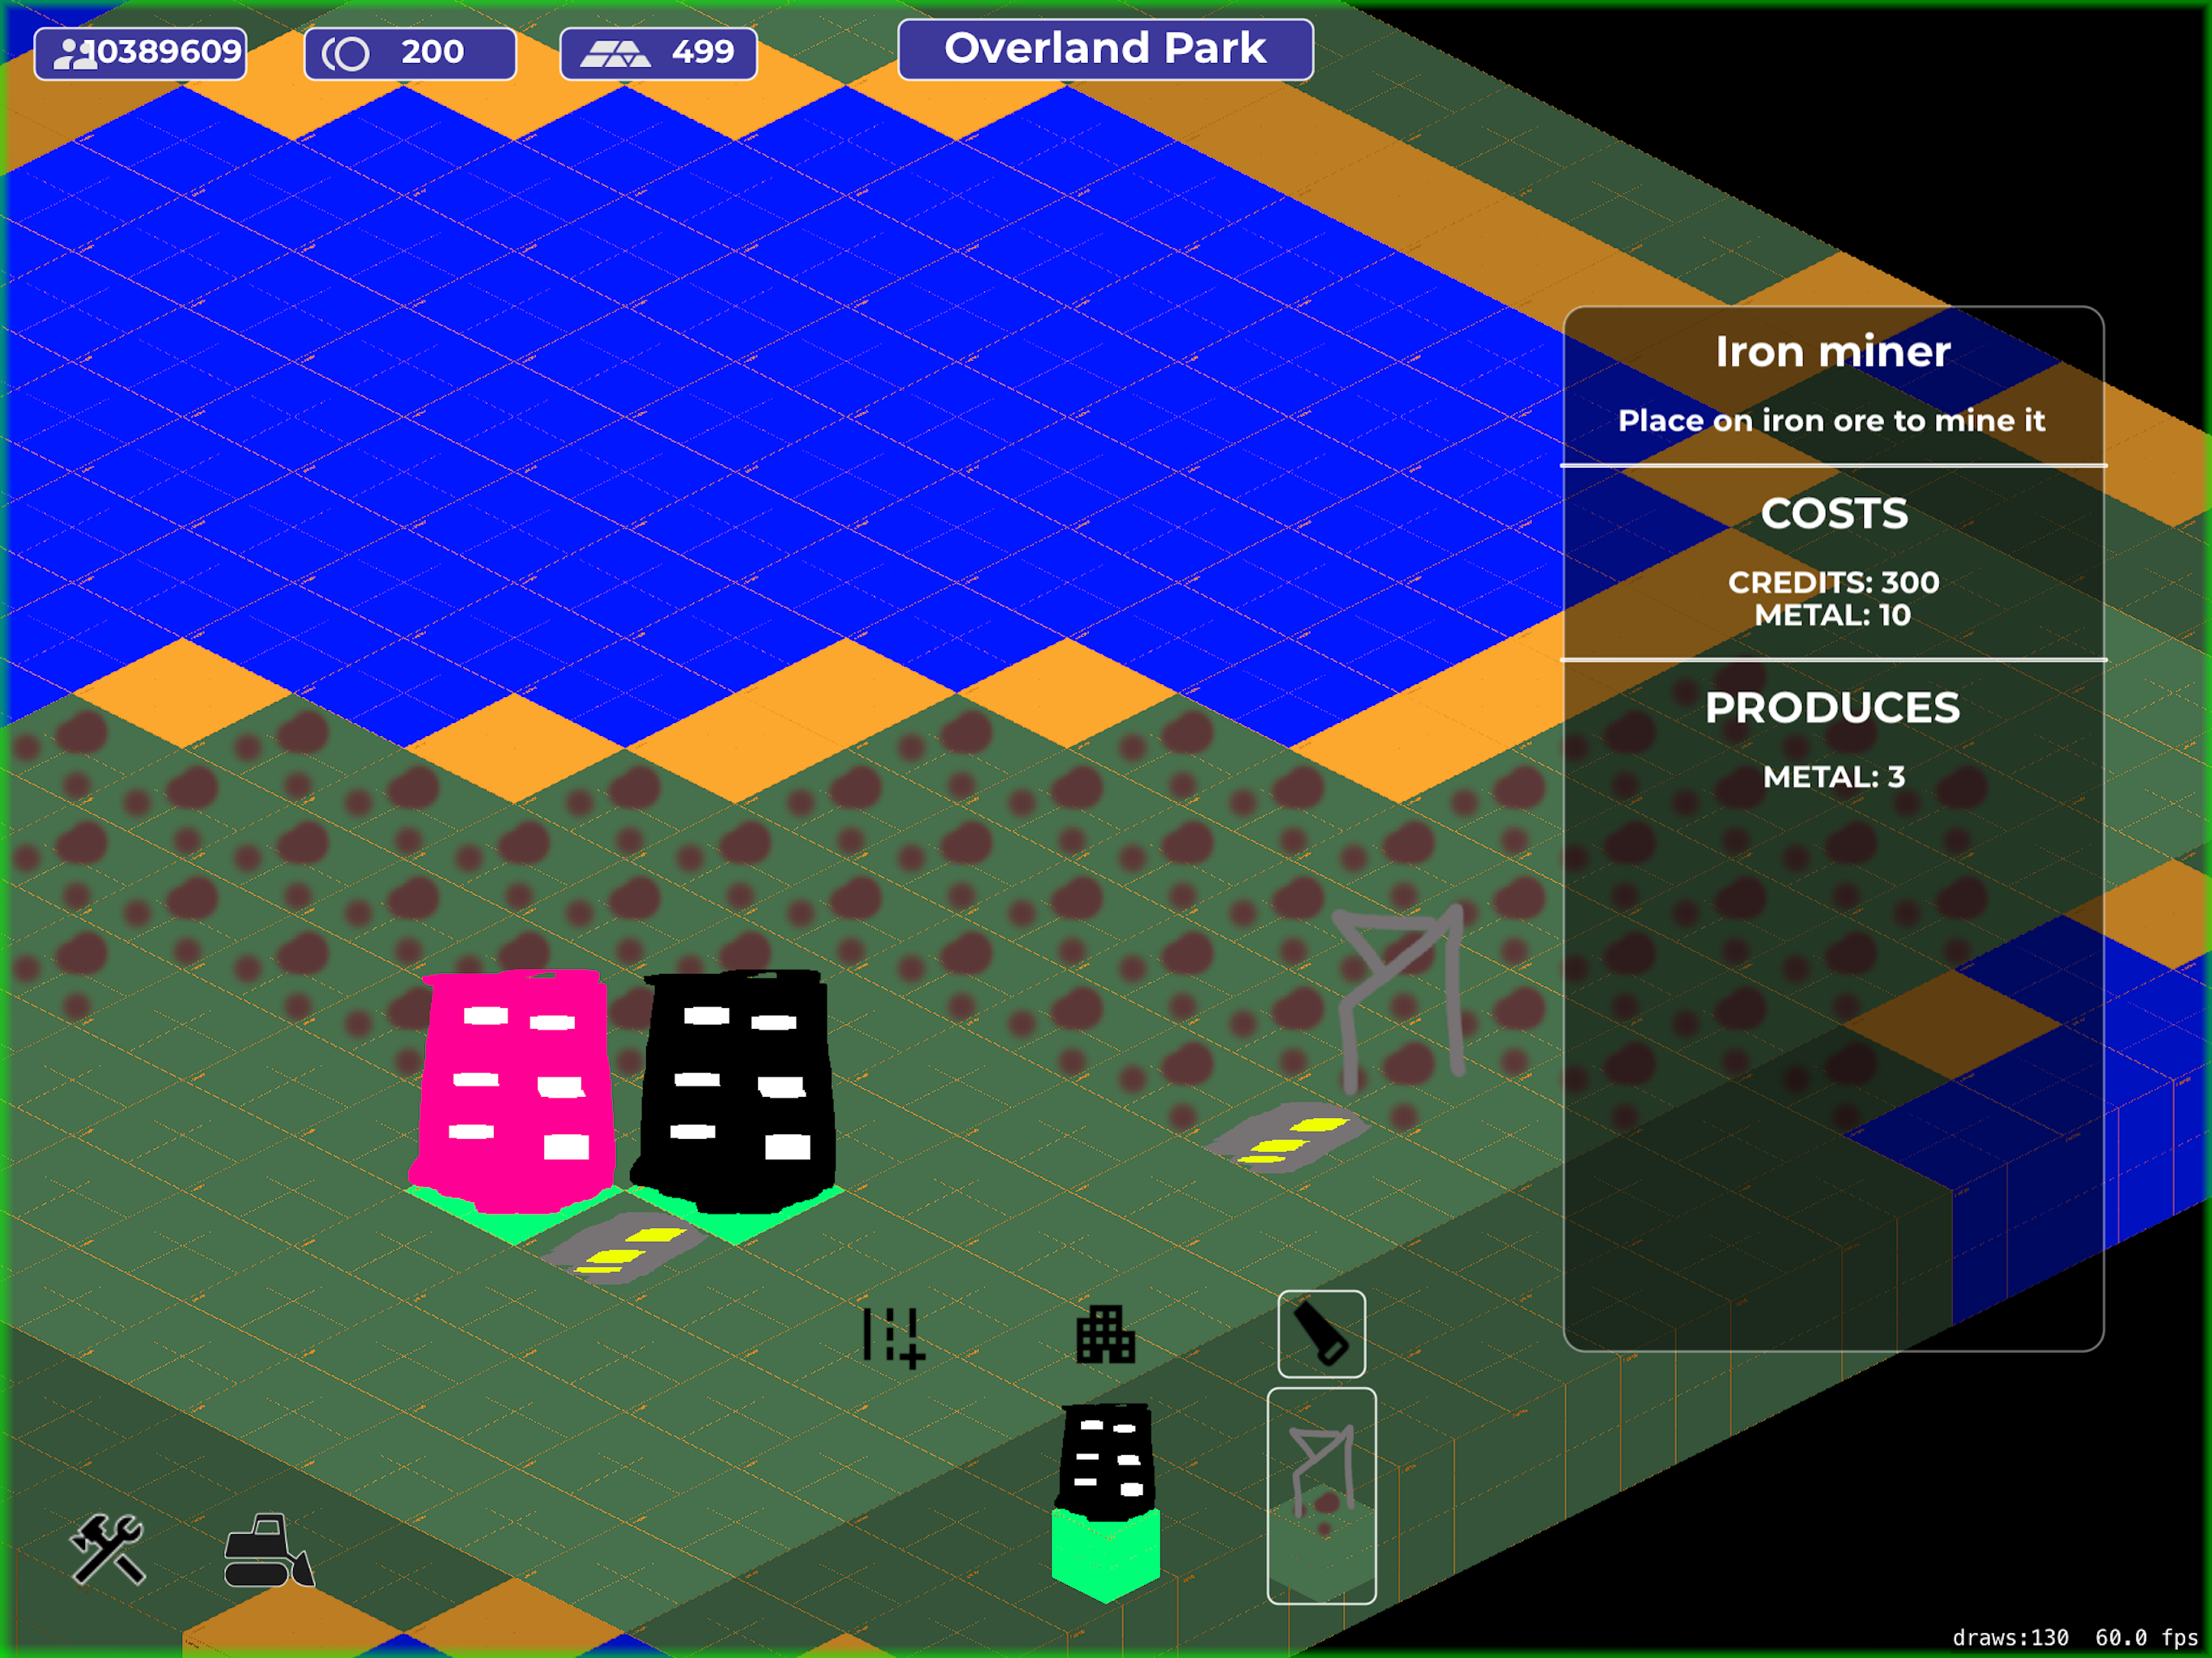 10389609
200
499
Overland Park
Iron miner
Place on iron ore to mine it
COSTS
CREDITS: 300
METAL: 10
PRODUCES
METAL: 3
draws:130 60.0 fps